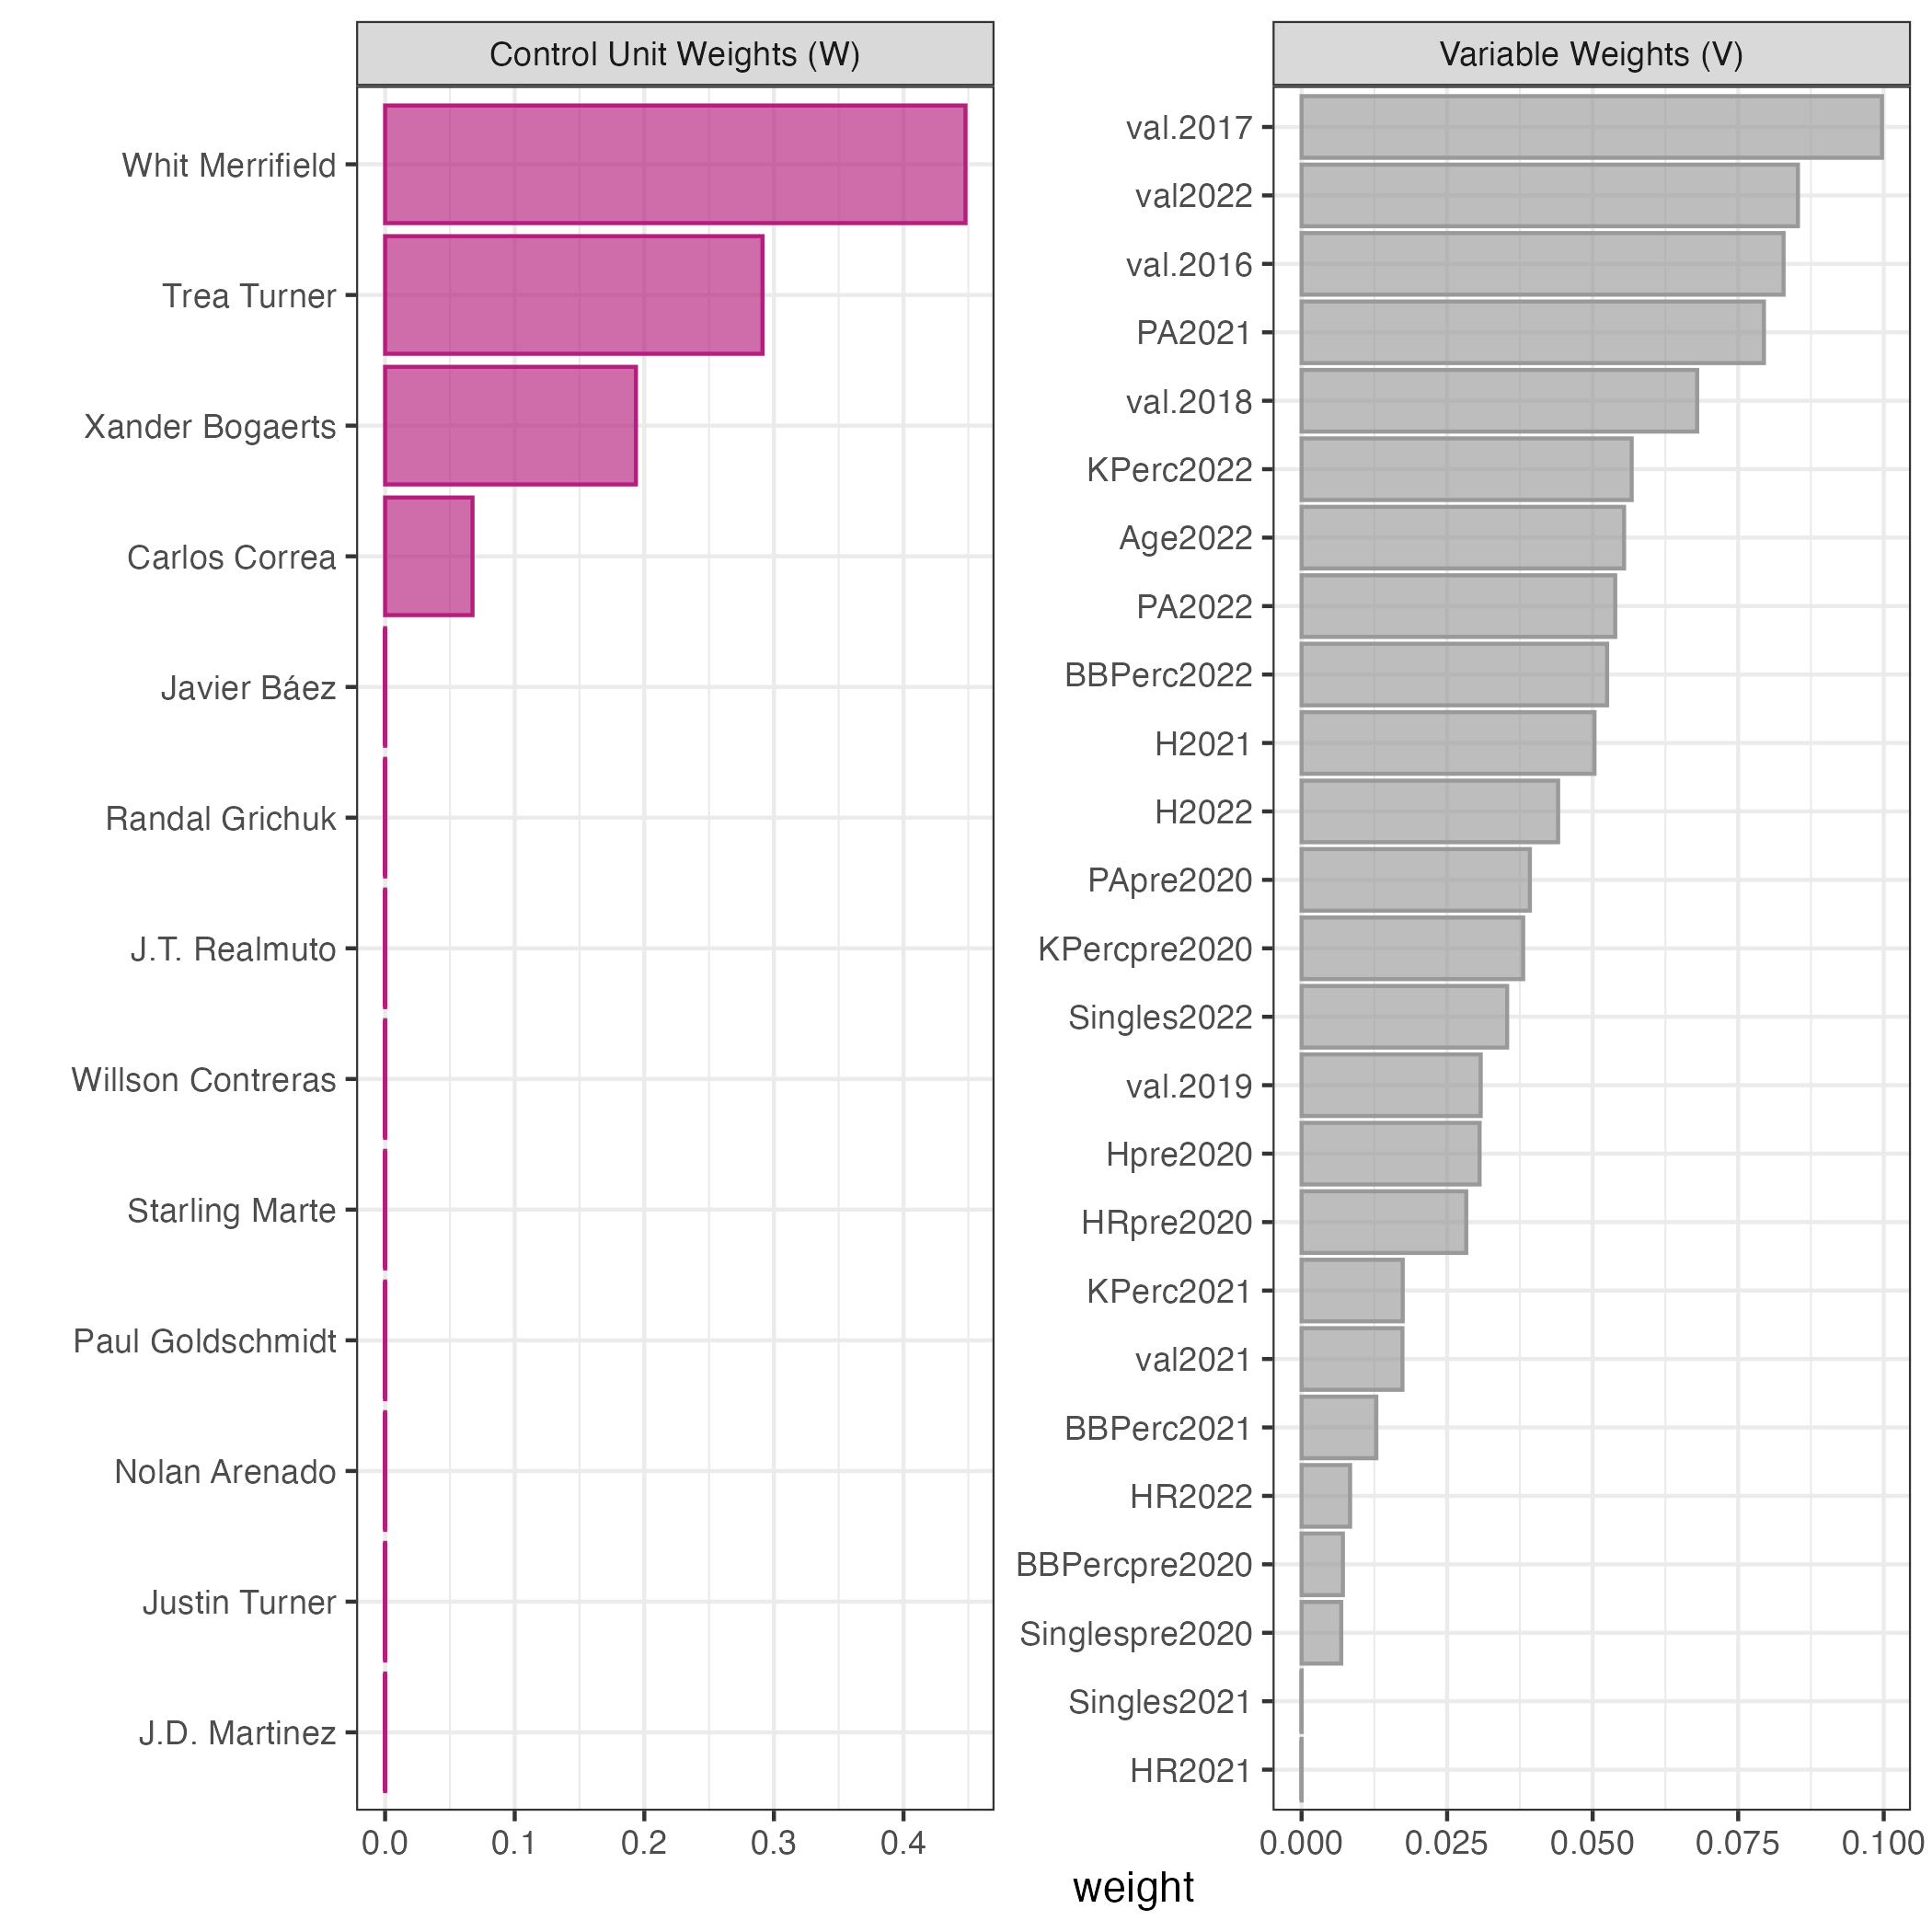 Control Unit Weights (W)
Whit Merrifield
Trea Turner
Xander Bogaerts
Carlos Correa
Javier Báez
Randal Grichuk
J.T. Realmuto
Willson Contreras
Starling Marte
Paul Goldschmidt
Nolan Arenado
Justin Turner
J.D. Martinez
0.0 0.1 0.2 0.3 0.4
Variable Weights (V)
val.2017
val2022
val.2016
PA2021
val.2018
KPerc2022
Age2022
PA2022
BBPerc2022
H2021
H2022
PApre2020
KPercpre2020
Singles2022
val.2019
Hpre2020
HRpre2020
KPerc2021
val2021
BBPerc2021
HR2022
BBPercpre2020
Singlespre2020
Singles2021
HR2021
0.000 0.025 0.050 0.075 0.100
weight